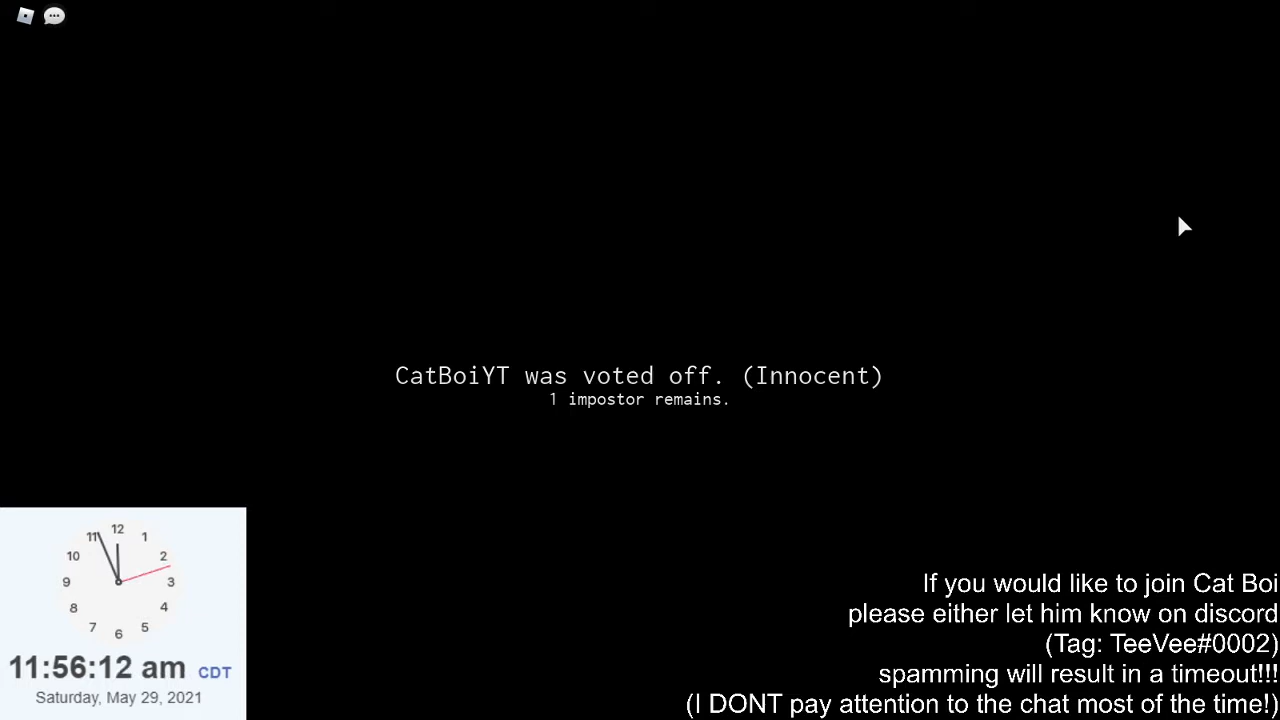 CatBoiYT was voted off. (Innocent)
1 impostor remains.
12
11
1
10
2
9
3
8
4
7
5
6
11:56:12 am CDT
Saturday, May 29, 2021
If you would like to join Cat Boi
please either let him know on discord
(Tag: TeeVee#0002)
spamming will result in a timeout!!!
(I DONT pay attention to the chat most of the time!)